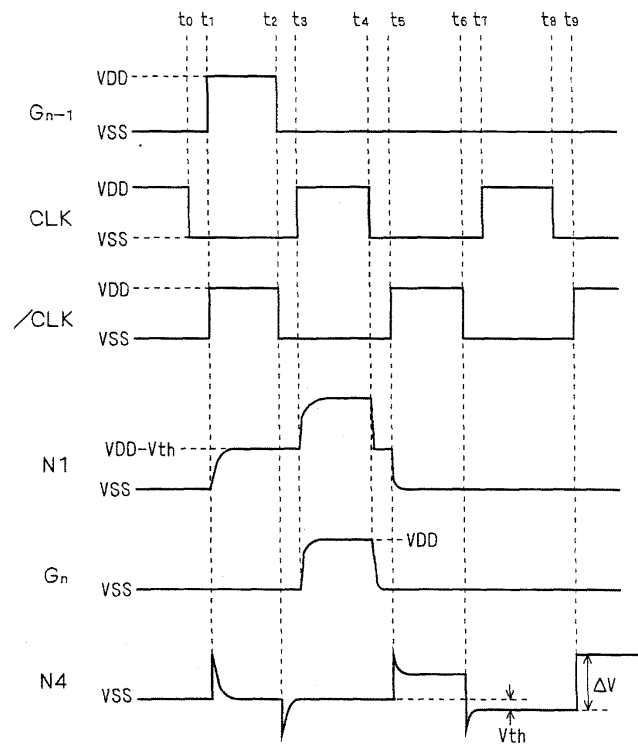 t0 t1 t2 t3 t4 t5 t6 t7 t8 t9
VDD
Gn-1
VSS
VDD
CLK
VSS
VDD
/CLK
VSS
VDD-Vth
N1
VSS
VDD
Gn
VSS
N4
VSS
ΔV
Vth